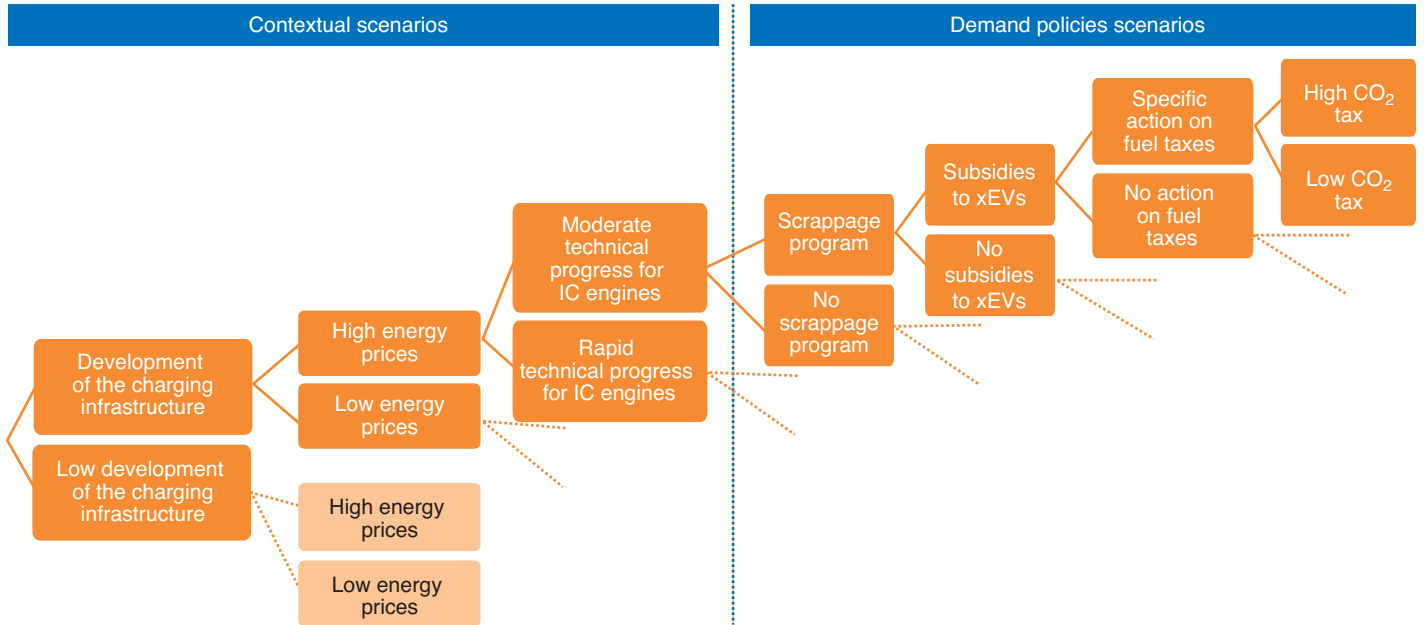 Contextual scenarios
Demand policies scenarios
Development
of the charging
infrastructure
Low development
of the charging
infrastructure
High energy
prices
Low energy
prices
High energy
prices
Low energy
prices
Moderate
technical
progress for
IC engines
Rapid
technical progress
for IC engines
Scrappage
program
No
scrappage
program
Subsidies
to xEVs
No
subsidies
to xEVs
Specific
action on
fuel taxes
No action
on fuel
taxes
High CO₂
tax
Low CO₂
tax